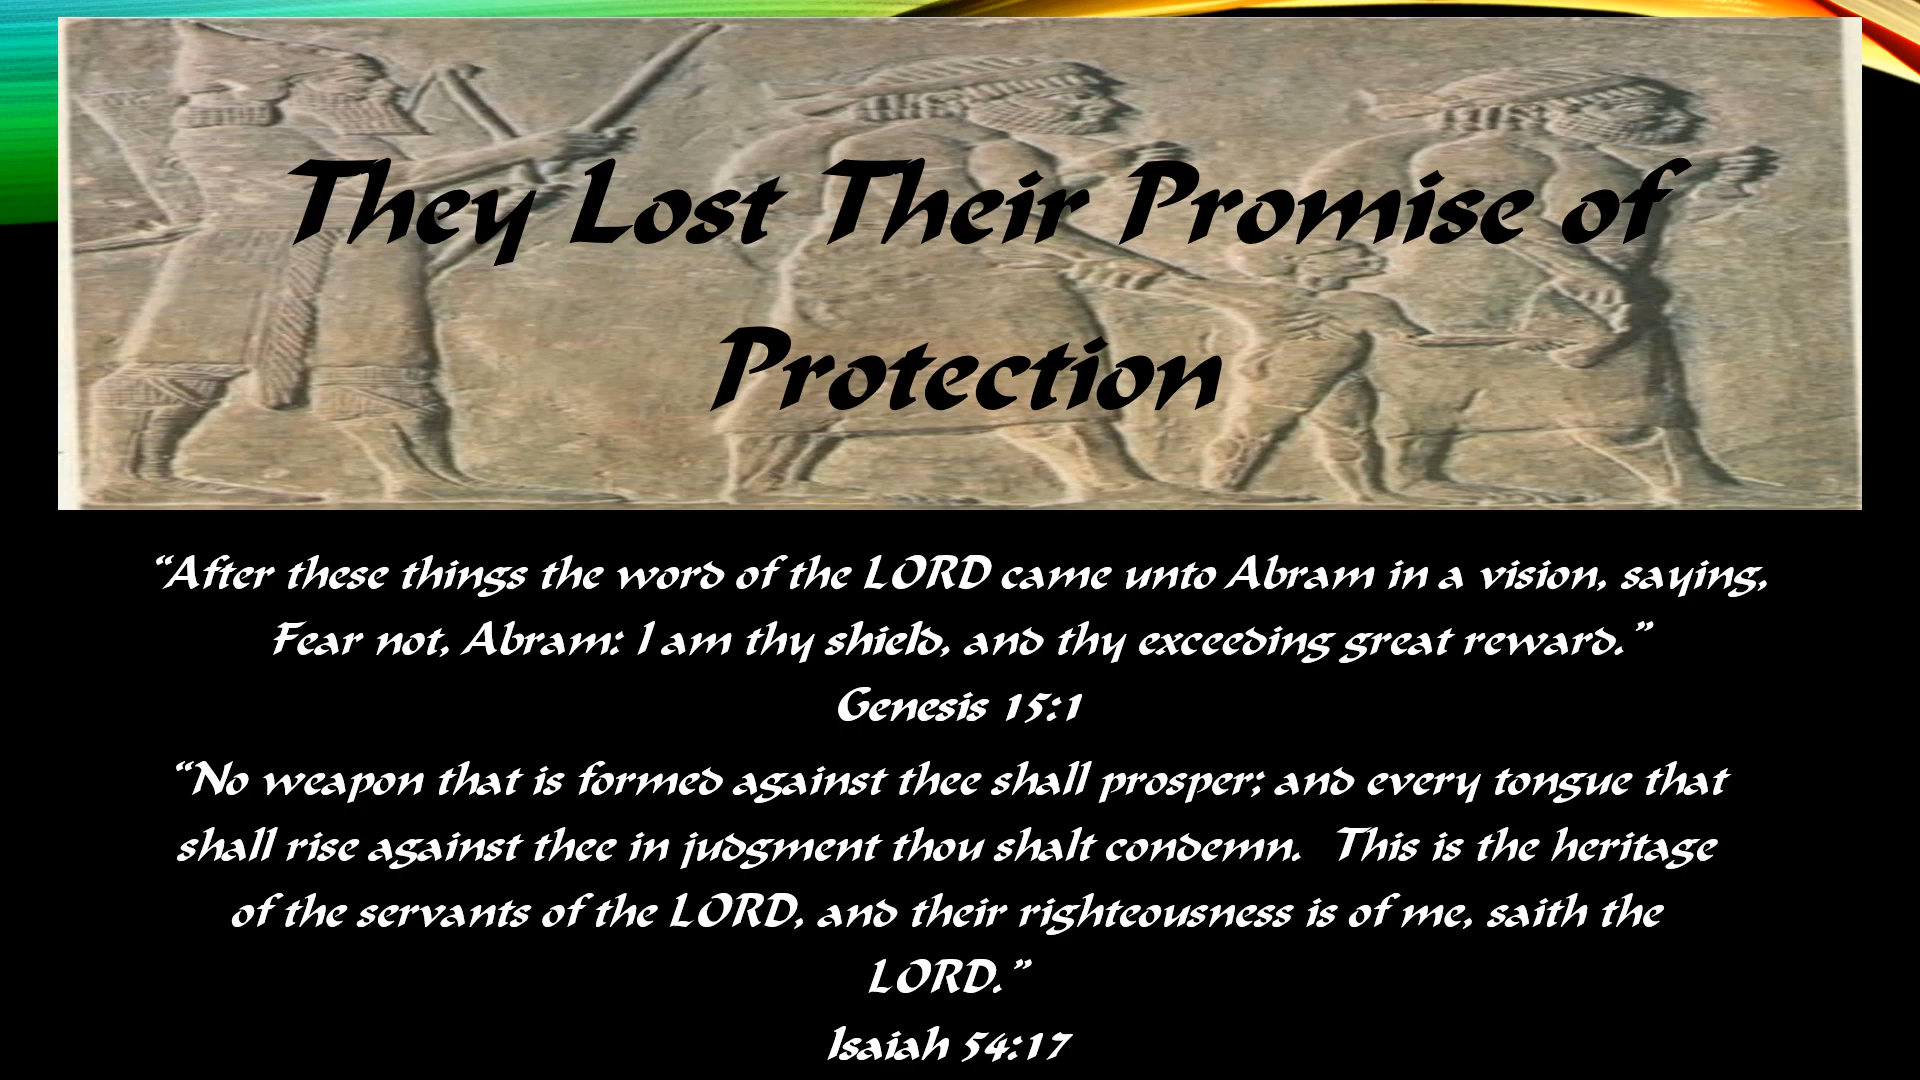 They Lost Their Promise of
Protection
“After these things the word of the LORD came unto Abram in a vision, saying,
Fear not, Abram: I am thy shield, and thy exceeding great reward.”
Genesis 15:1
“No weapon that is formed against thee shall prosper; and every tongue that
shall rise against thee in judgment thou shalt condemn.  This is the heritage
of the servants of the LORD, and their righteousness is of me, saith the
LORD.”
Isaiah 54:17